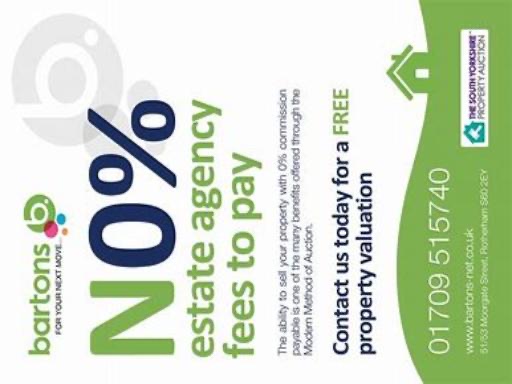 bartons b.
FOR YOUR NEXT MOVE...
N0%
estate agency
fees to pay
The ability to sell your property with 0% commission
payable is one of the many benefits offered through the
Modern Method of Auction.
Contact us today for a FREE
property valuation
01709 515740
www.bartons-net.co.uk
51/53 Moorgate Street, Rotherham S60 2EY
THE SOUTH YORKSHIRE
PROPERTY AUCTION